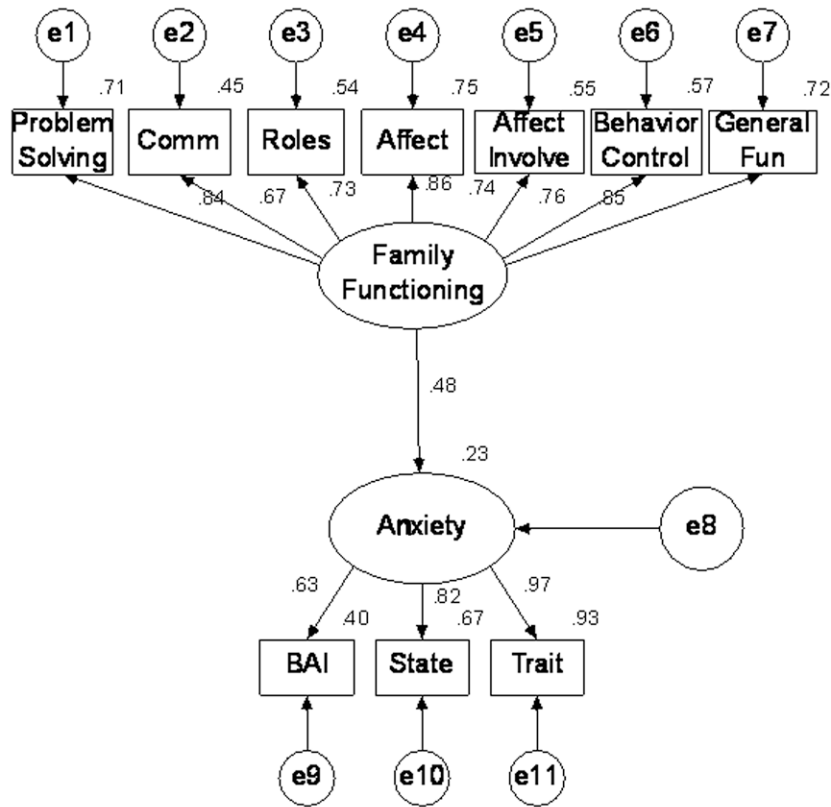 e1 e2 e3 e4 e5 e6 e7
.71 .45 .54 .75 .55 .57 .72
Problem
Solving
Comm
Roles
Affect
Affect
Involve
Behavior
Control
General
Fun
.84 .67 .73 .86 .74 .76 .85
Family
Functioning
.48
.23
Anxiety
e8
.63 .82 .97
.40 .67 .93
BAI State Trait
e9 e10 e11